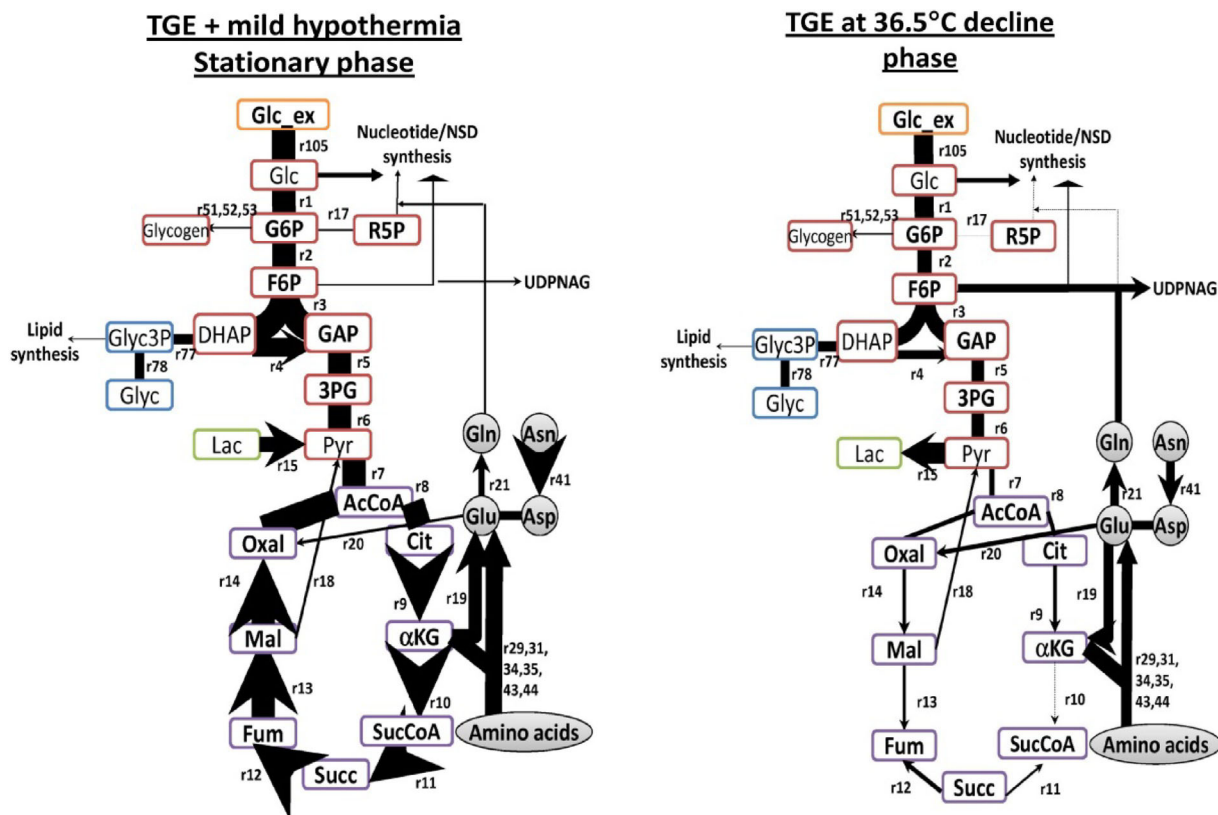 TGE + mild hypothermia
Stationary phase
Glc_ex
r105
Nucleotide/NSD
synthesis
Glc
r1
r51,52,53
r17
Glycogen
G6P
R5P
r2
F6P
UDPNAG
r3
Lipid
synthesis
Glyc3P
DHAP
GAP
r77
r4
r5
r78
Glyc
3PG
r6
Lac
Pyr
Gln
Asn
r15
r7
r8
r21
r41
AcCoA
Glu
Asp
Oxal
r20
Cit
r14
r18
r9
r19
Mal
αKG
r29,31,
34,35,
43,44
r13
r10
Fum
SucCoA
Amino acids
r12
Succ
r11
TGE at 36.5°C decline
phase
Glc_ex
r105
Nucleotide/NSD
synthesis
Glc
r1
r51,52,53
r17
Glycogen
G6P
R5P
r2
F6P
UDPNAG
r3
Lipid
synthesis
Glyc3P
DHAP
GAP
r77
r4
r5
r78
Glyc
3PG
r6
Lac
Pyr
Gln
Asn
r15
r7
r8
r21
r41
AcCoA
Glu
Asp
Oxal
r20
Cit
r14
r18
r9
r19
Mal
αKG
r29,31,
34,35,
43,44
r13
r10
Fum
SucCoA
Amino acids
r12
Succ
r11